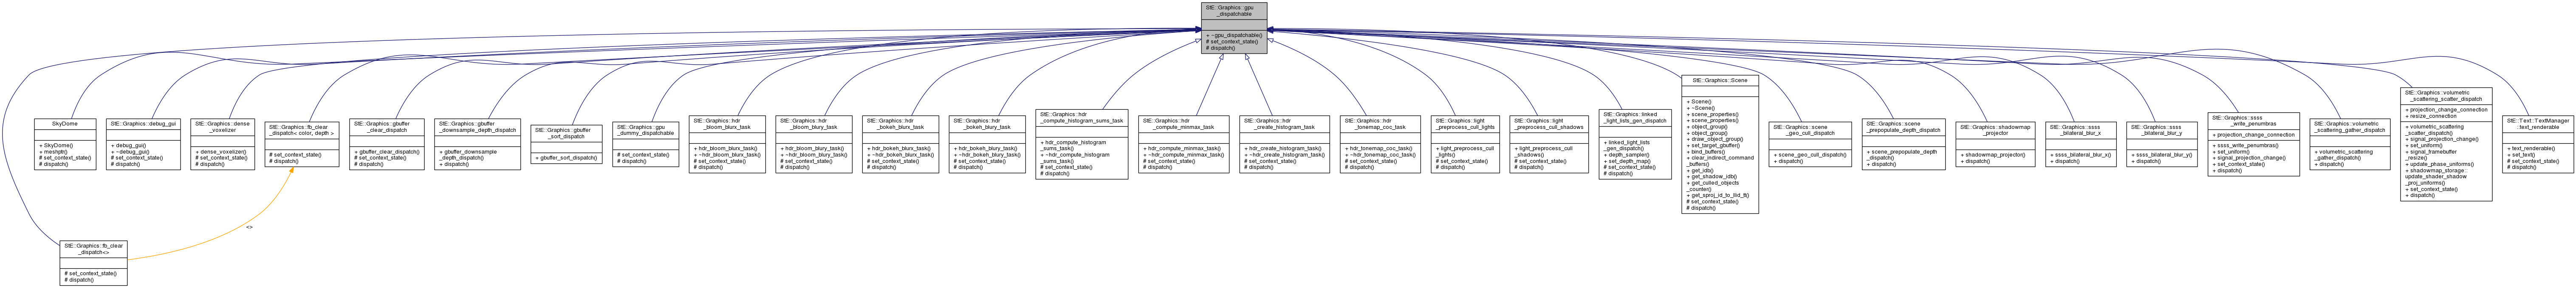 StE::Graphics::gpu
_dispatchable
+ ~gpu_dispatchable()
# set_context_state()
# dispatch()
SkyDome
+ SkyDome()
+ meshptr()
# set_context_state()
# dispatch()
StE::Graphics::debug_gui
+ debug_gui()
+ ~debug_gui()
# set_context_state()
# dispatch()
StE::Graphics::dense
_voxelizer
+ dense_voxelizer()
# set_context_state()
# dispatch()
StE::Graphics::fb_clear
_dispatch< color, depth >
# set_context_state()
# dispatch()
StE::Graphics::gbuffer
_clear_dispatch
+ gbuffer_clear_dispatch()
# set_context_state()
# dispatch()
StE::Graphics::gbuffer
_downsample_depth_dispatch
+ gbuffer_downsample
_depth_dispatch()
+ dispatch()
StE::Graphics::gbuffer
_sort_dispatch
+ gbuffer_sort_dispatch()
StE::Graphics::gpu
_dummy_dispatchable
# set_context_state()
# dispatch()
StE::Graphics::hdr
_bloom_blurx_task
+ hdr_bloom_blurx_task()
+ ~hdr_bloom_blurx_task()
# set_context_state()
# dispatch()
StE::Graphics::hdr
_bloom_blury_task
+ hdr_bloom_blury_task()
+ ~hdr_bloom_blury_task()
# set_context_state()
# dispatch()
StE::Graphics::hdr
_bokeh_blurx_task
+ hdr_bokeh_blurx_task()
+ ~hdr_bokeh_blurx_task()
# set_context_state()
# dispatch()
StE::Graphics::hdr
_bokeh_blury_task
+ hdr_bokeh_blury_task()
+ ~hdr_bokeh_blury_task()
# set_context_state()
# dispatch()
StE::Graphics::hdr
_compute_histogram_sums_task
+ hdr_compute_histogram
_sums_task()
+ ~hdr_compute_histogram
_sums_task()
# set_context_state()
# dispatch()
StE::Graphics::hdr
_compute_minmax_task
+ hdr_compute_minmax_task()
+ ~hdr_compute_minmax_task()
# set_context_state()
# dispatch()
StE::Graphics::hdr
_create_histogram_task
+ hdr_create_histogram_task()
+ ~hdr_create_histogram_task()
# set_context_state()
# dispatch()
StE::Graphics::hdr
_tonemap_coc_task
+ hdr_tonemap_coc_task()
+ ~hdr_tonemap_coc_task()
# set_context_state()
# dispatch()
StE::Graphics::light
_preprocess_cull_lights
+ light_preprocess_cull
_lights()
# set_context_state()
# dispatch()
StE::Graphics::light
_preprocess_cull_shadows
+ light_preprocess_cull
_shadows()
# set_context_state()
# dispatch()
StE::Graphics::linked
_light_lists_gen_dispatch
+ linked_light_lists
_gen_dispatch()
+ depth_sampler()
+ set_depth_map()
# set_context_state()
# dispatch()
StE::Graphics::Scene
+ Scene()
+ ~Scene()
+ scene_properties()
+ scene_properties()
+ object_group()
+ object_group()
+ draw_object_group()
+ set_target_gbuffer()
+ bind_buffers()
+ clear_indirect_command
_buffers()
+ get_idb()
+ get_shadow_idb()
+ get_culled_objects
_counter()
+ get_sproj_id_to_llid_tt()
# set_context_state()
# dispatch()
StE::Graphics::scene
_geo_cull_dispatch
+ scene_geo_cull_dispatch()
+ dispatch()
StE::Graphics::scene
_prepopulate_depth_dispatch
+ scene_prepopulate_depth
_dispatch()
+ dispatch()
StE::Graphics::shadowmap
_projector
+ shadowmap_projector()
+ dispatch()
StE::Graphics::ssss
_bilateral_blur_x
+ ssss_bilateral_blur_x()
+ dispatch()
StE::Graphics::ssss
_bilateral_blur_y
+ ssss_bilateral_blur_y()
+ dispatch()
StE::Graphics::ssss
_write_penumbras
+ projection_change_connection
+ ssss_write_penumbras()
+ set_uniform()
+ signal_projection_change()
+ set_context_state()
+ dispatch()
StE::Graphics::volumetric
_scattering_gather_dispatch
+ volumetric_scattering
_gather_dispatch()
+ dispatch()
StE::Graphics::volumetric
_scattering_scatter_dispatch
+ projection_change_connection
+ resize_connection
+ volumetric_scattering
_scatter_dispatch()
+ signal_projection_change()
+ set_uniform()
+ signal_framebuffer
_resize()
+ update_phase_uniforms()
+ shadowmap_storage::
update_shader_shadow
_proj_uniforms()
+ set_context_state()
+ dispatch()
StE::Text::TextManager
::text_renderable
+ text_renderable()
+ set_text()
# set_context_state()
# dispatch()
<>
StE::Graphics::fb_clear
_dispatch<>
# set_context_state()
# dispatch()